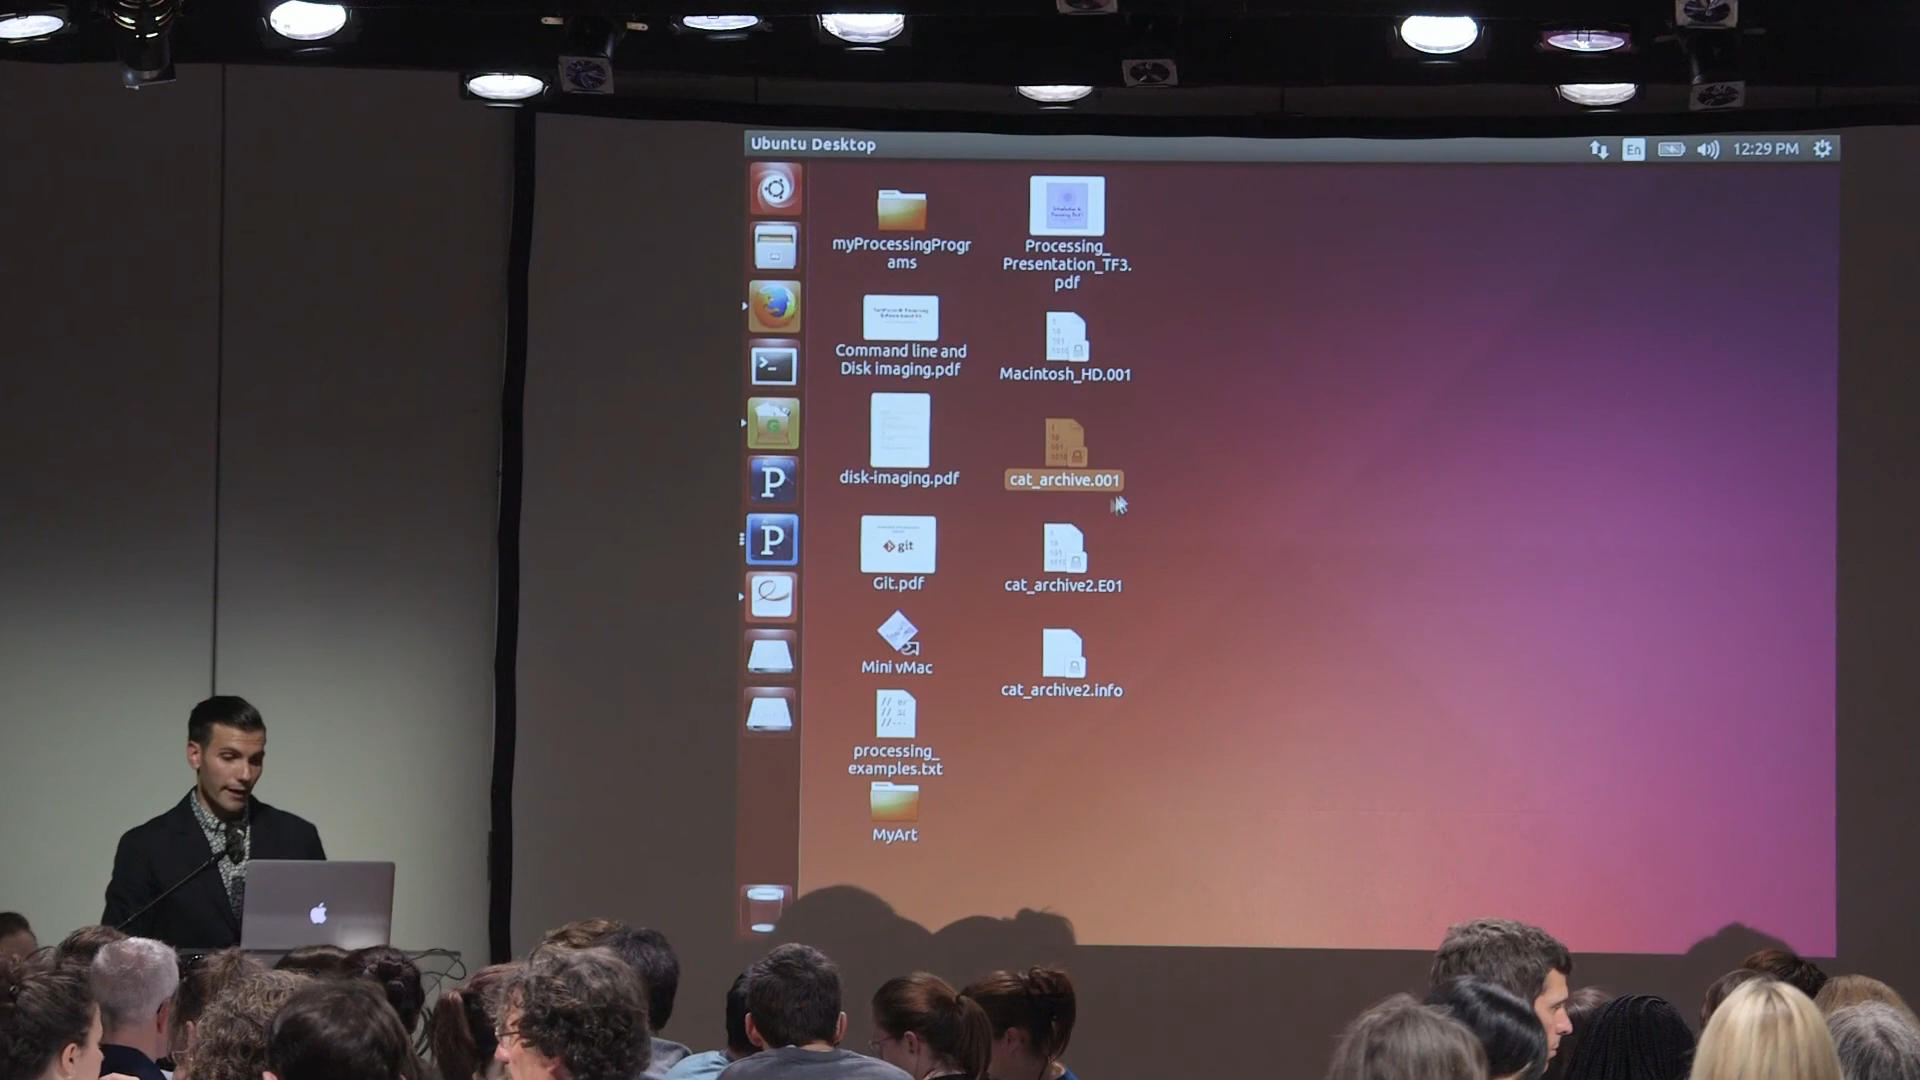 Ubuntu Desktop
En
12:29 PM
myProcessingProgr
ams
Processing_
Presentation_TF3.
pdf
Command line and
Disk imaging.pdf
Macintosh_HD.001
disk-imaging.pdf
cat_archive.001
git
Git.pdf
cat_archive2.E01
Mini vMac
cat_archive2.info
processing_
examples.txt
MyArt
P
P